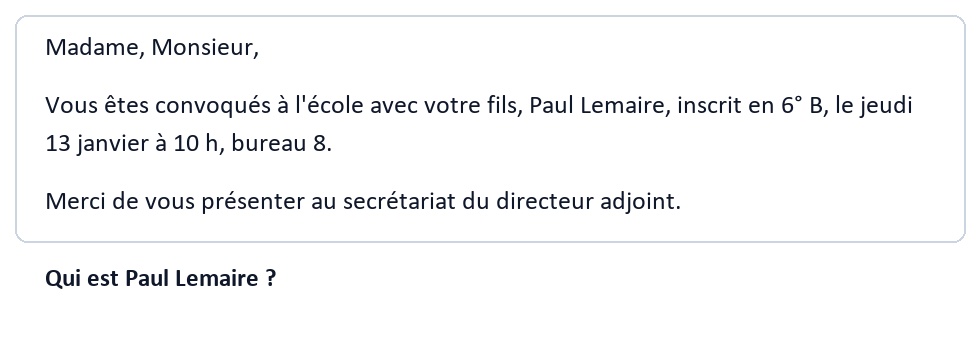 Madame, Monsieur,
Vous êtes convoqués à l'école avec votre fils, Paul Lemaire, inscrit en 6° B, le jeudi
13 janvier à 10 h, bureau 8.
Merci de vous présenter au secrétariat du directeur adjoint.
Qui est Paul Lemaire ?